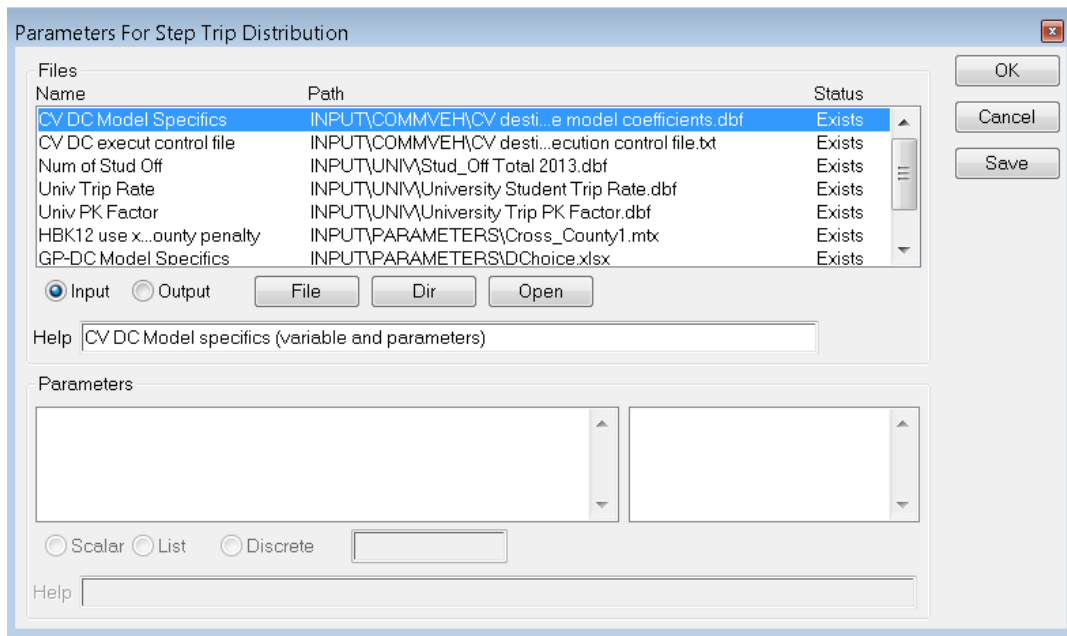 Parameters For Step Trip Distribution
Files
Name Path Status
CV DC Model Specifics INPUT\COMMVEH\CV desti...e model coefficients.dbf Exists
CV DC execut control file INPUT\COMMVEH\CV desti...ecution control file.txt Exists
Num of Stud Off INPUT\UNIV\Stud_Off Total 2013.dbf Exists
Univ Trip Rate INPUT\UNIV\University Student Trip Rate.dbf Exists
Univ PK Factor INPUT\UNIV\University Trip PK Factor.dbf Exists
HBK12 use x...ounty penalty INPUT\PARAMETERS\Cross_County1.mtx Exists
GP-DC Model Specifics INPUT\PARAMETERS\DChoice.xlsx Exists
Input Output File Dir Open
Help CV DC Model specifics (variable and parameters)
OK
Cancel
Save
Parameters
Scalar List Discrete
Help